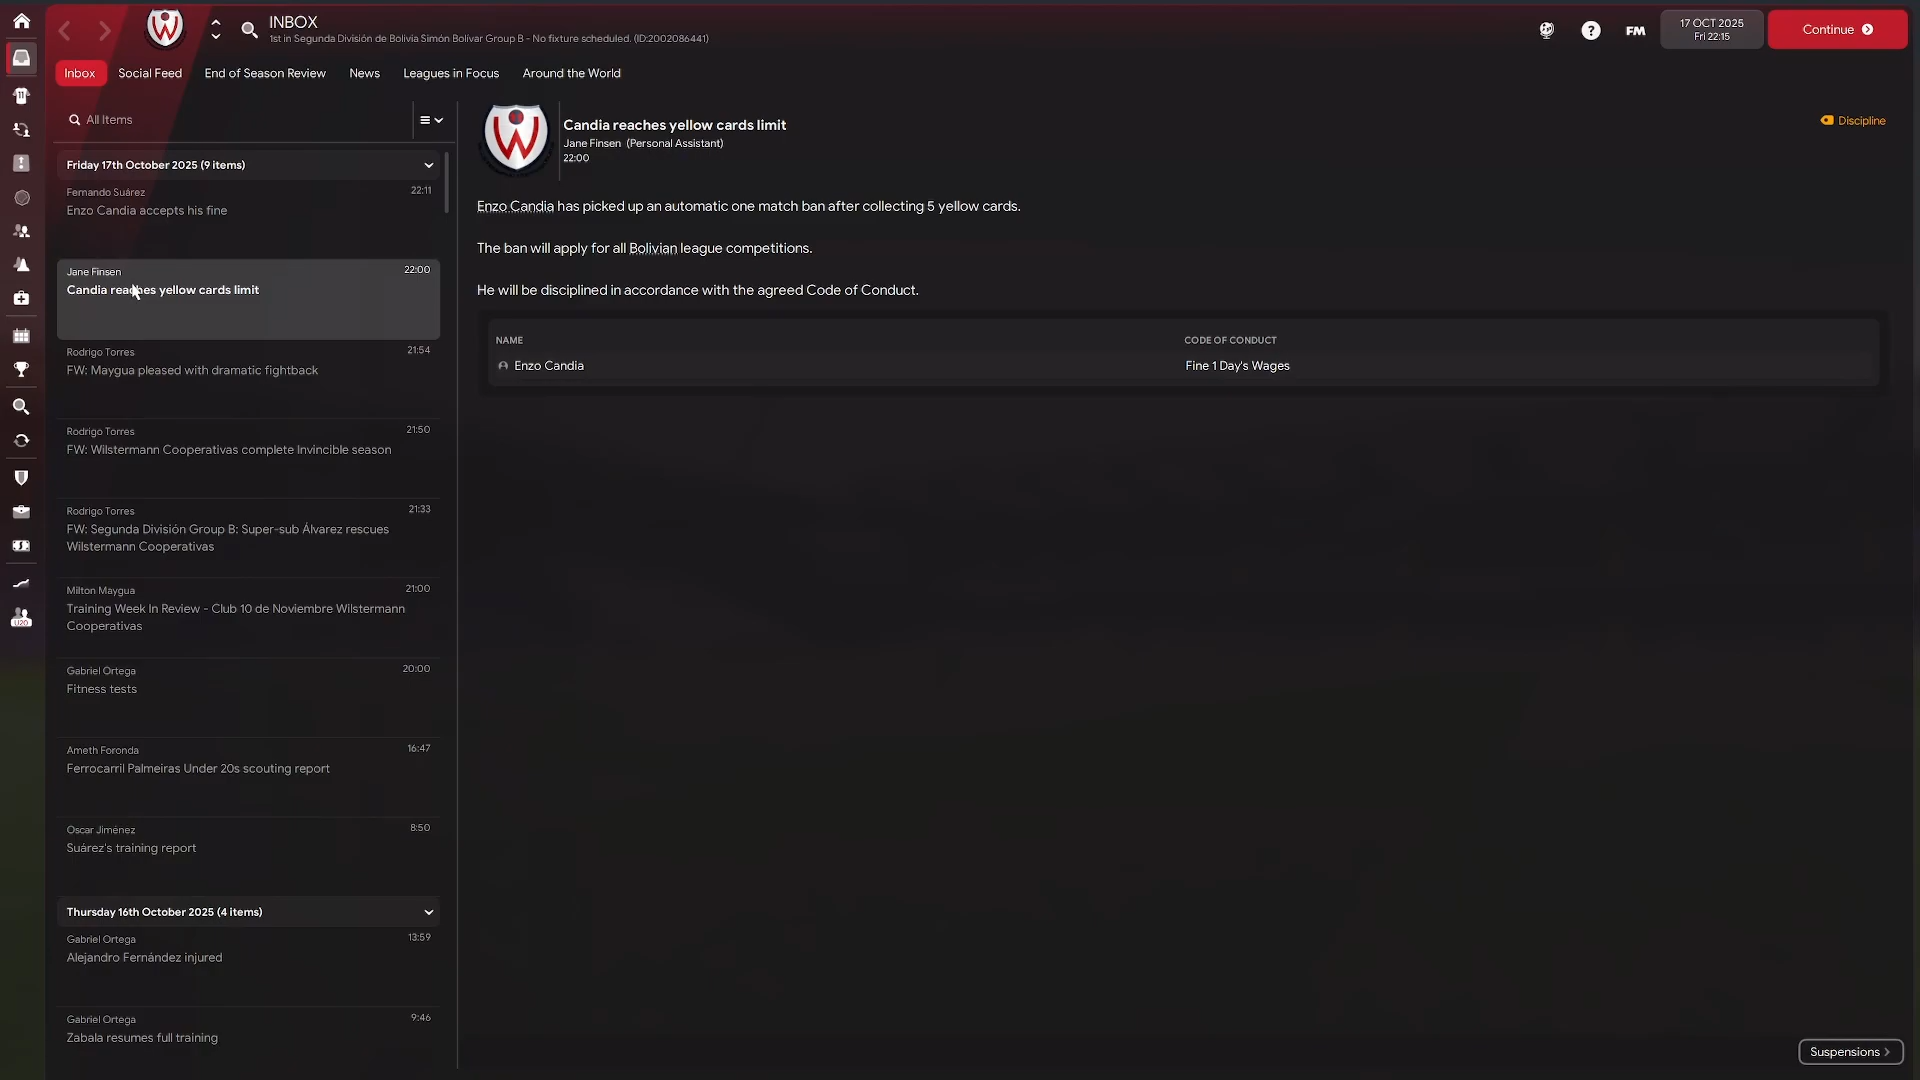 INBOX
1st in Segunda División de Bolivia Simón Bolívar Group B - No fixture scheduled. (ID:2002086441)
FM
17 OCT 2025
Fri 22:15
Continue
Inbox
Social Feed
End of Season Review
News
Leagues in Focus
Around the World
All Items
Friday 17th October 2025 (9 items)
Fernando Suárez
22:11
Enzo Candia accepts his fine
Jane Finsen
22:00
Candia reaches yellow cards limit
Rodrigo Torres
21:54
FW: Maygua pleased with dramatic fightback
Rodrigo Torres
21:50
FW: Wilstermann Cooperativas complete Invincible season
Rodrigo Torres
21:33
FW: Segunda División Group B: Super-sub Álvarez rescues
Wilstermann Cooperativas
Milton Maygua
21:00
Training Week In Review - Club 10 de Noviembre Wilstermann
Cooperativas
Gabriel Ortega
20:00
Fitness tests
Ameth Foronda
16:47
Ferrocarril Palmeiras Under 20s scouting report
Oscar Jiménez
8:50
Suárez's training report
Thursday 16th October 2025 (4 items)
Gabriel Ortega
13:59
Alejandro Fernández injured
Gabriel Ortega
9:46
Zabala resumes full training
U20
Candia reaches yellow cards limit
Jane Finsen (Personal Assistant)
22:00
Discipline
Enzo Candia has picked up an automatic one match ban after collecting 5 yellow cards.
The ban will apply for all Bolivian league competitions.
He will be disciplined in accordance with the agreed Code of Conduct.
NAME
CODE OF CONDUCT
Enzo Candia
Fine 1 Day's Wages
Suspensions